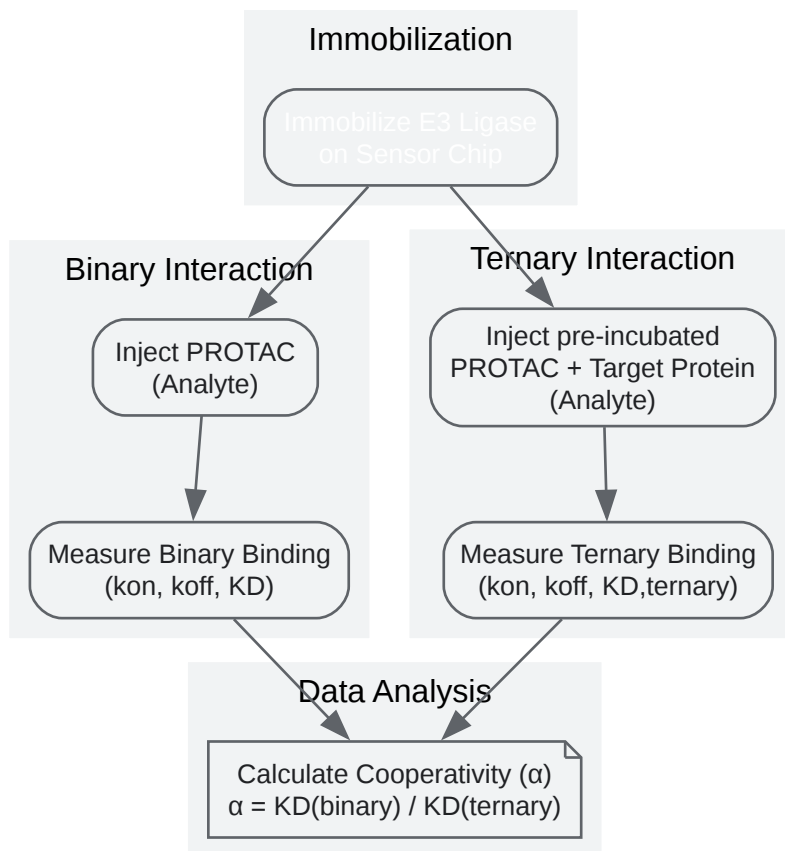 Immobilization
Immobilize E3 Ligase
on Sensor Chip
Binary Interaction
Inject PROTAC
(Analyte)
Measure Binary Binding
(kon, koff, KD)
Ternary Interaction
Inject pre-incubated
PROTAC + Target Protein
(Analyte)
Measure Ternary Binding
(kon, koff, KD,ternary)
Data Analysis
Calculate Cooperativity (α)
α = KD(binary) / KD(ternary)